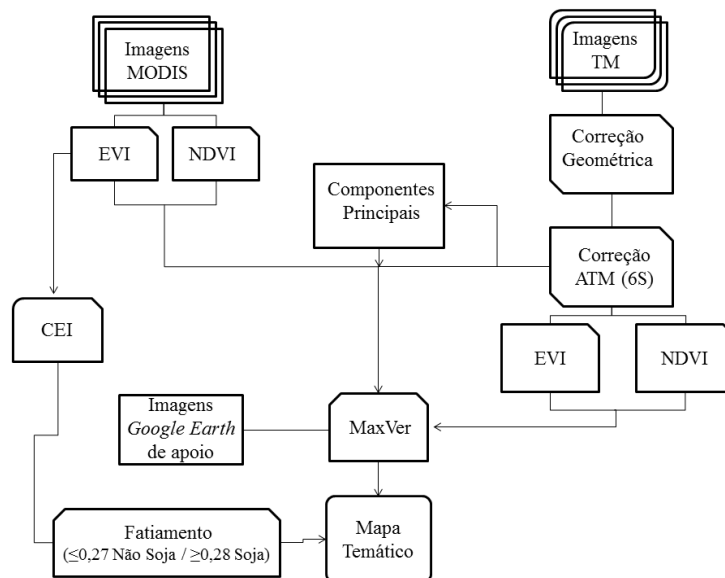 Imagens
MODIS
Imagens
TM
EVI
NDVI
Correção
Geométrica
Componentes
Principais
Correção
ATM (6S)
CEI
EVI
NDVI
Imagens
Google Earth
de apoio
MaxVer
Fatiamento
(≤0,27 Não Soja / ≥0,28 Soja)
Mapa
Temático